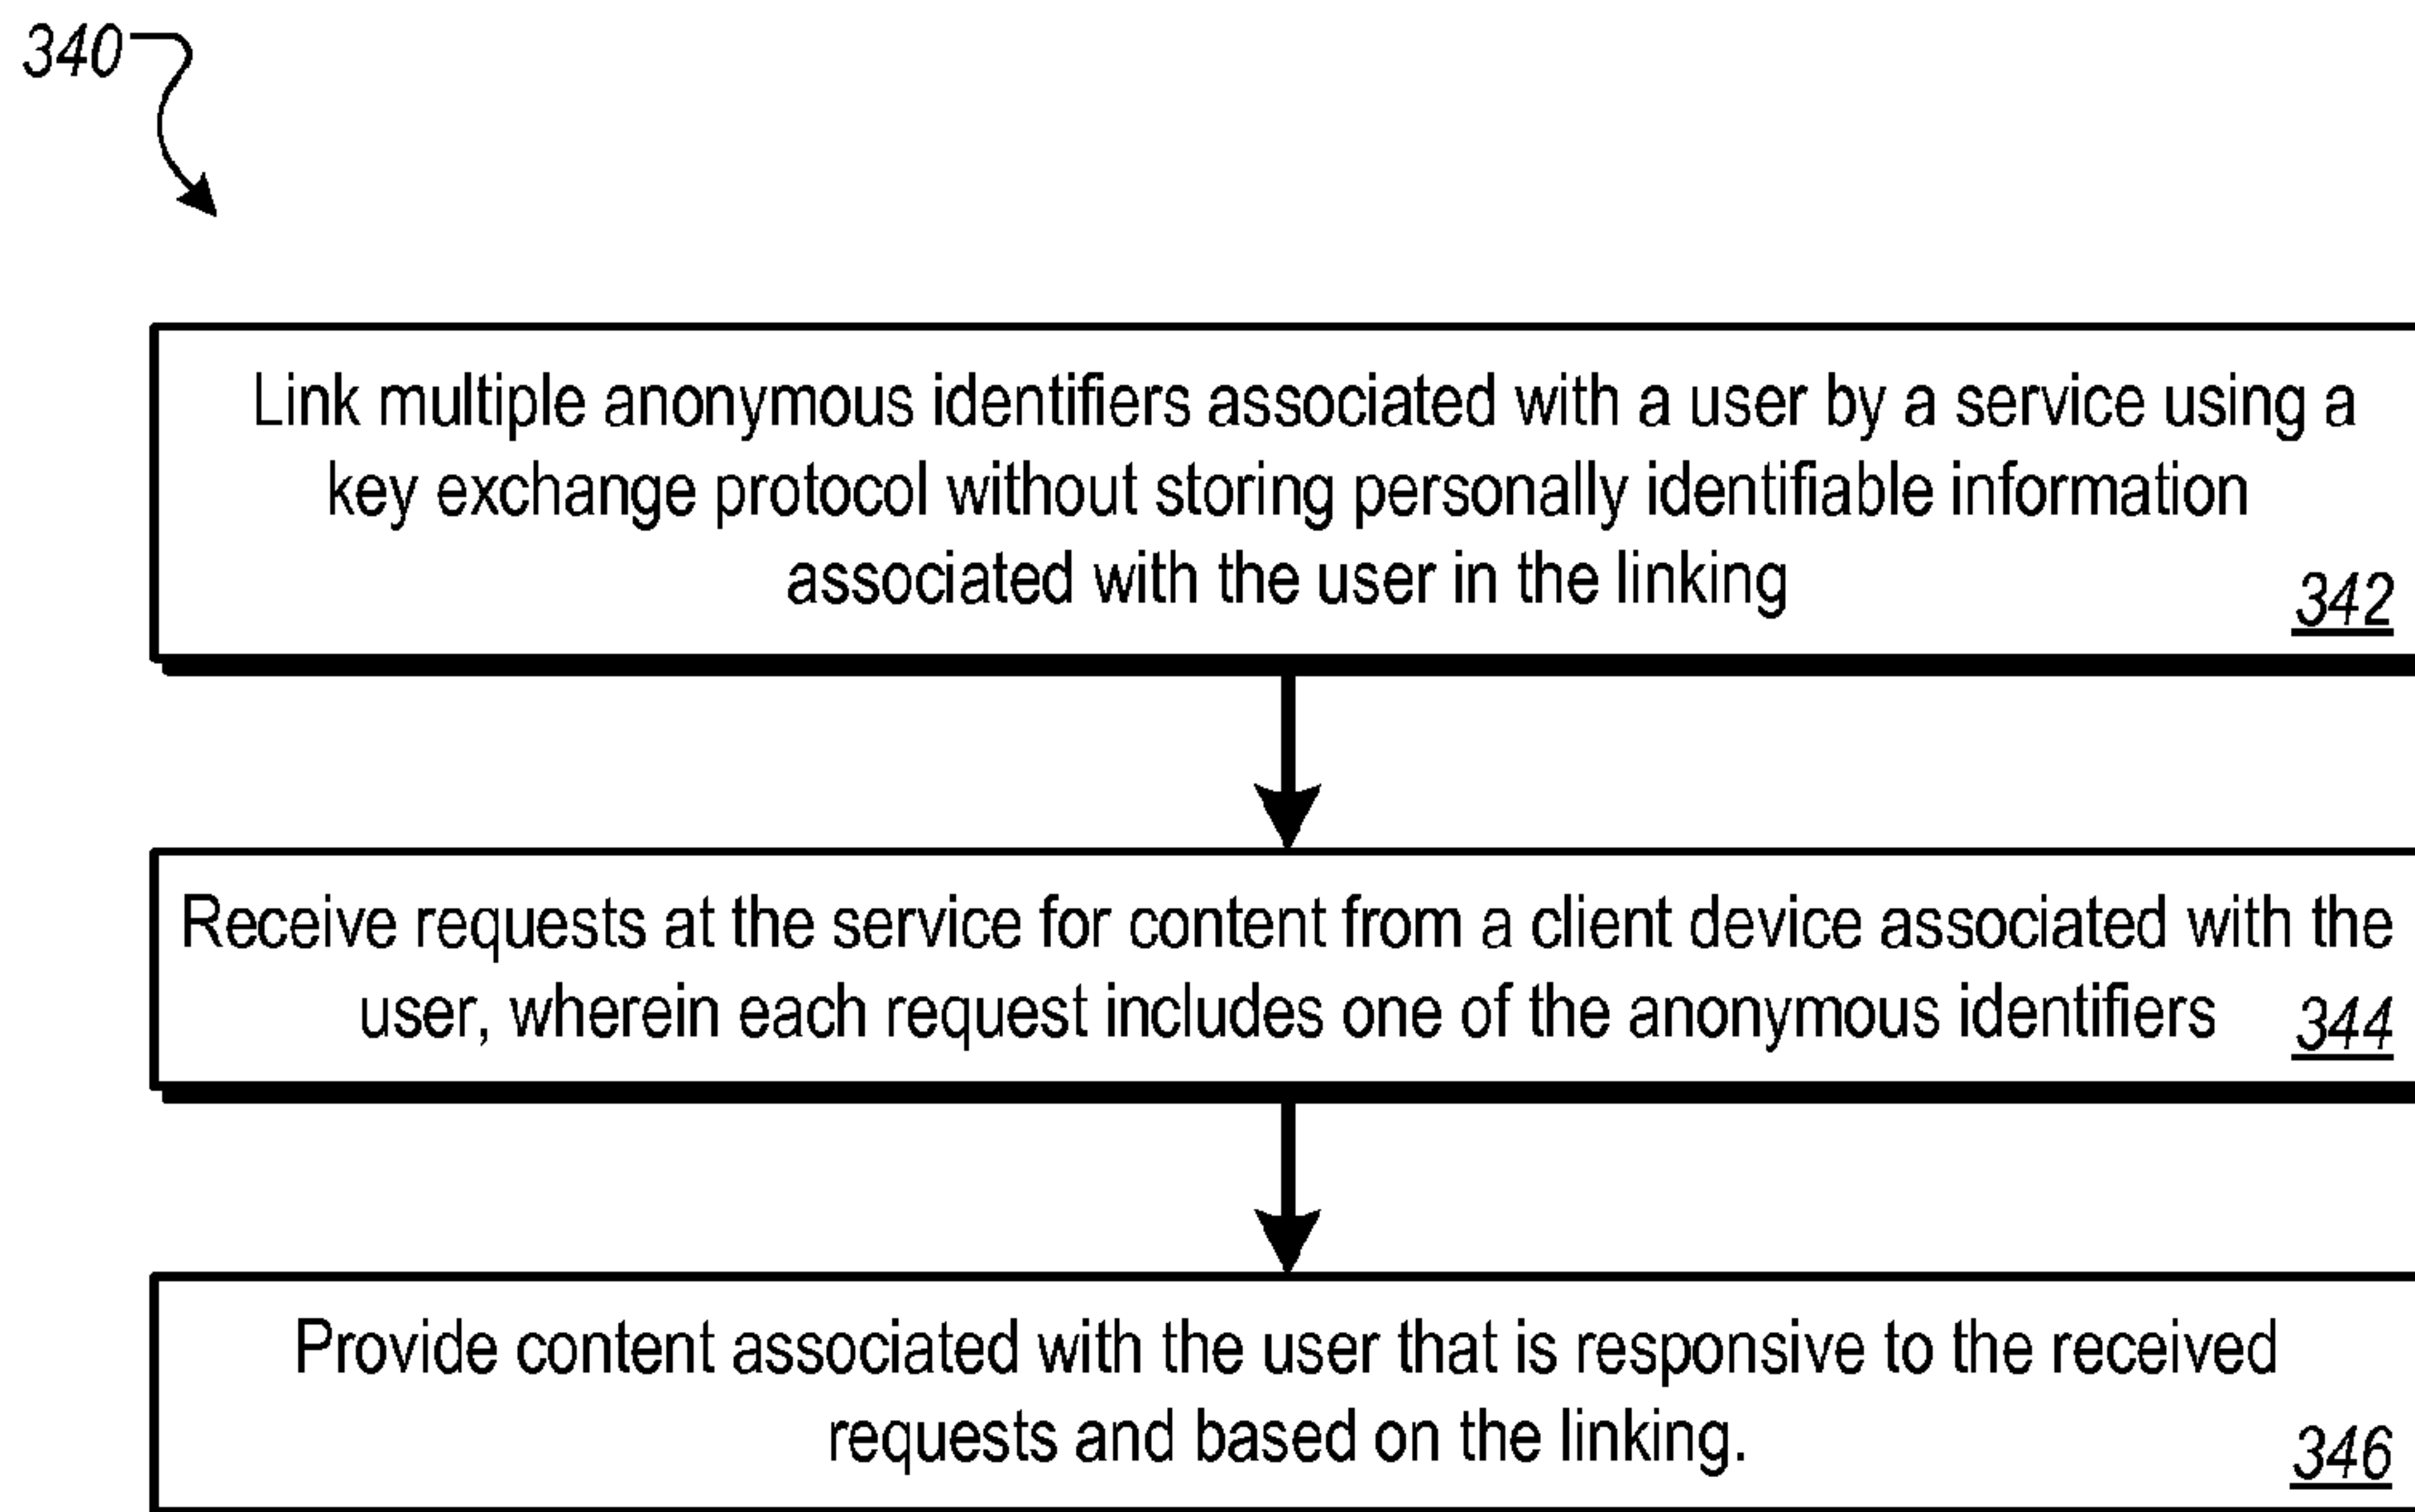 340
Link multiple anonymous identifiers associated with a user by a service using a
key exchange protocol without storing personally identifiable information
associated with the user in the linking
342
Receive requests at the service for content from a client device associated with the
user, wherein each request includes one of the anonymous identifiers
344
Provide content associated with the user that is responsive to the received
requests and based on the linking.
346